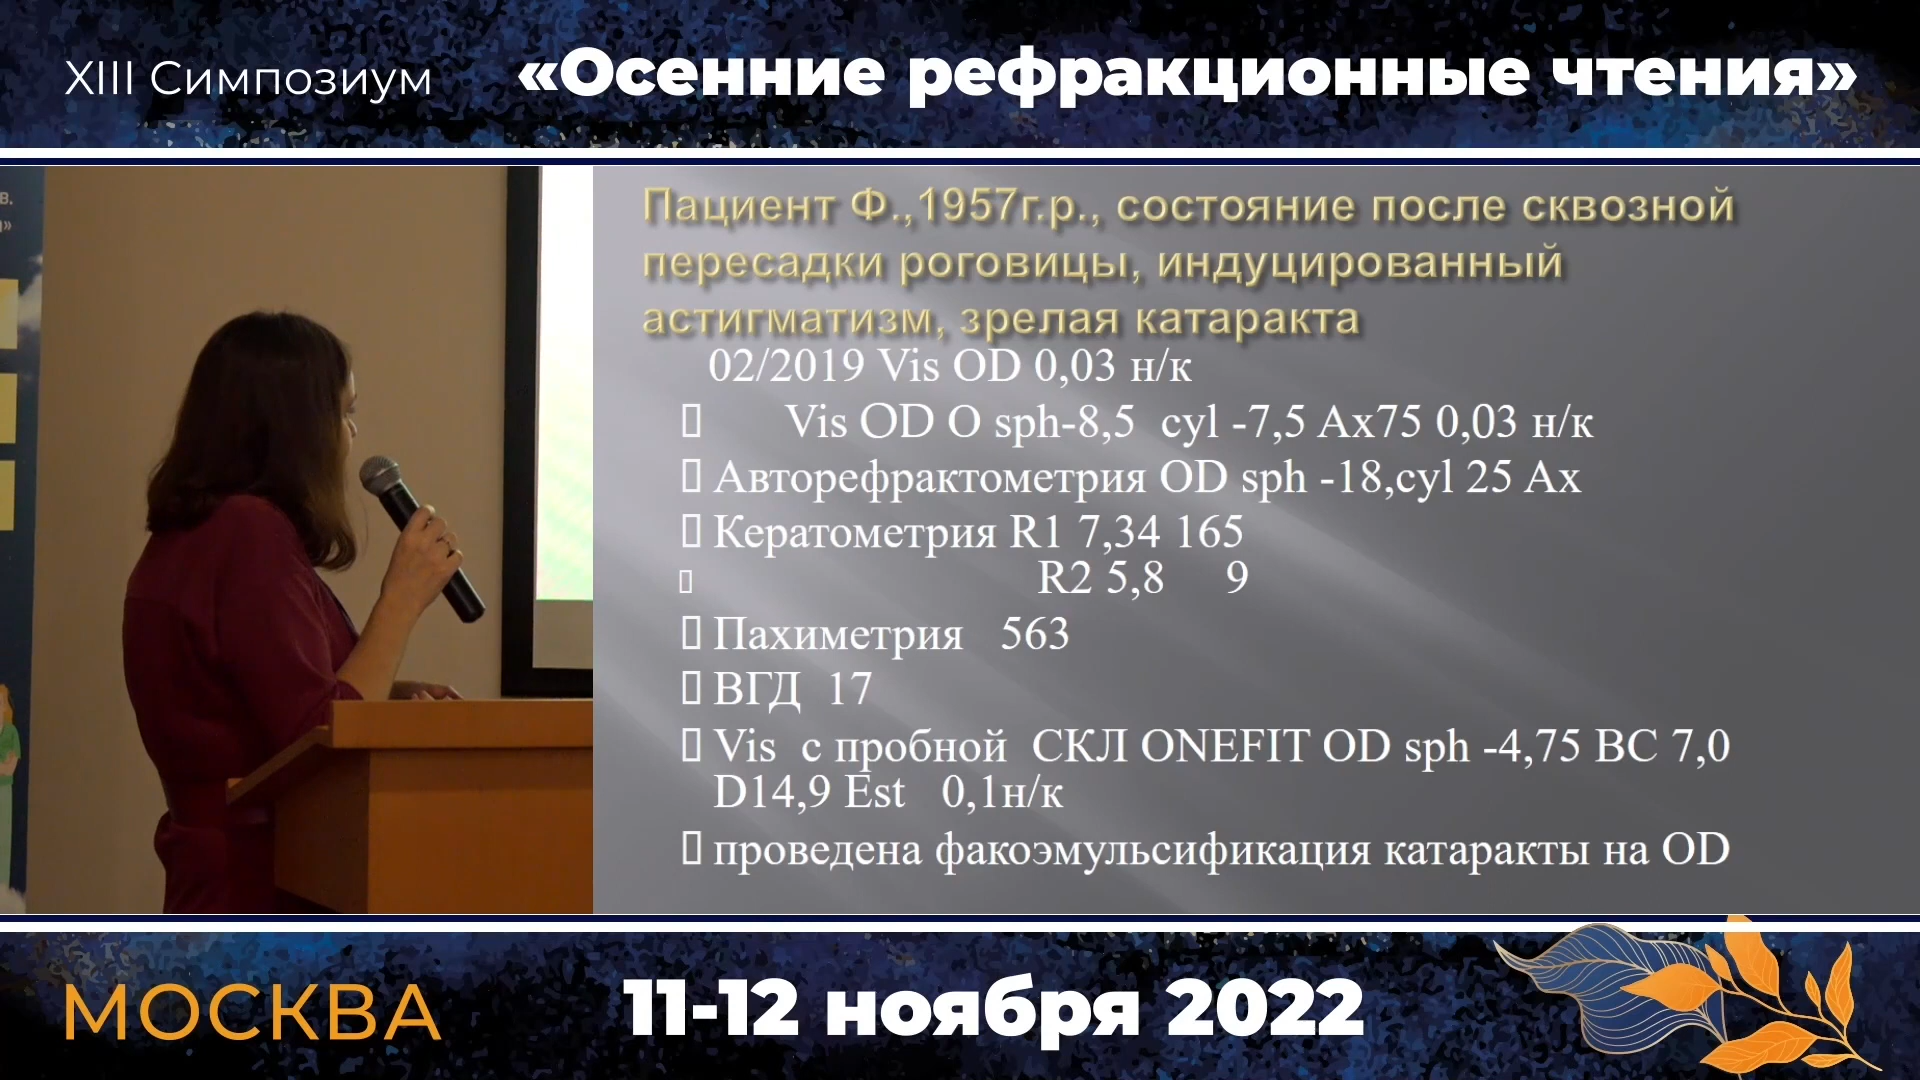 XIII Симпозиум «Осенние рефракционные чтения»
Пациент Ф.,1957г.р., состояние после сквозной
пересадки роговицы, индуцированный
астигматизм, зрелая катаракта
02/2019 Vis OD 0,03 н/к
Vis OD О sph-8,5 cyl -7,5 Ax75 0,03 н/к
Авторефрактометрия OD sph -18,cyl 25 Ax
Кератометрия R1 7,34 165
R2 5,8 9
Пахиметрия 563
ВГД 17
Vis с пробной СКЛ ONEFIT OD sph -4,75 BC 7,0
D14,9 Est 0,1н/к
проведена факоэмульсификация катаракты на OD
МОСКВА 11-12 ноября 2022